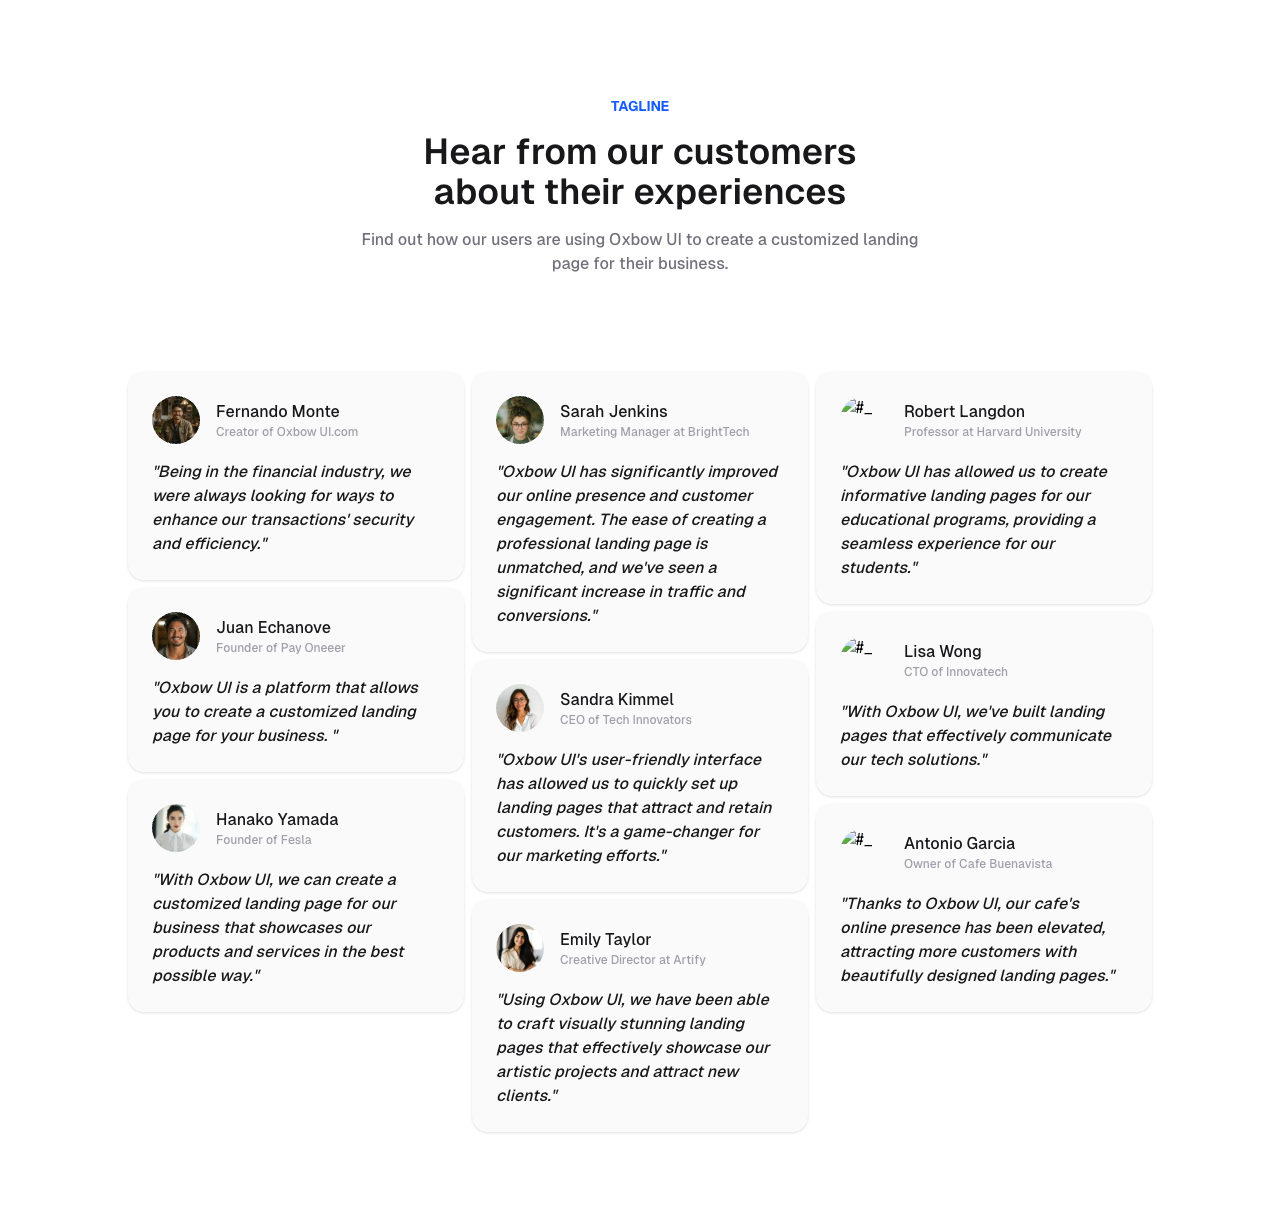 TAGLINE
Hear from our customers
about their experiences
Find out how our users are using Oxbow UI to create a customized landing
page for their business.
Fernando Monte
Creator of Oxbow UI.com
"Being in the financial industry, we
were always looking for ways to
enhance our transactions' security
and efficiency."
Juan Echanove
Founder of Pay Oneeer
"Oxbow UI is a platform that allows
you to create a customized landing
page for your business. "
Hanako Yamada
Founder of Fesla
"With Oxbow UI, we can create a
customized landing page for our
business that showcases our
products and services in the best
possible way."
Sarah Jenkins
Marketing Manager at BrightTech
"Oxbow UI has significantly improved
our online presence and customer
engagement. The ease of creating a
professional landing page is
unmatched, and we've seen a
significant increase in traffic and
conversions."
Sandra Kimmel
CEO of Tech Innovators
"Oxbow UI's user-friendly interface
has allowed us to quickly set up
landing pages that attract and retain
customers. It's a game-changer for
our marketing efforts."
Emily Taylor
Creative Director at Artify
"Using Oxbow UI, we have been able
to craft visually stunning landing
pages that effectively showcase our
artistic projects and attract new
clients."
#_
Robert Langdon
Professor at Harvard University
"Oxbow UI has allowed us to create
informative landing pages for our
educational programs, providing a
seamless experience for our
students."
#_
Lisa Wong
CTO of Innovatech
"With Oxbow UI, we've built landing
pages that effectively communicate
our tech solutions."
#_
Antonio Garcia
Owner of Cafe Buenavista
"Thanks to Oxbow UI, our cafe's
online presence has been elevated,
attracting more customers with
beautifully designed landing pages."